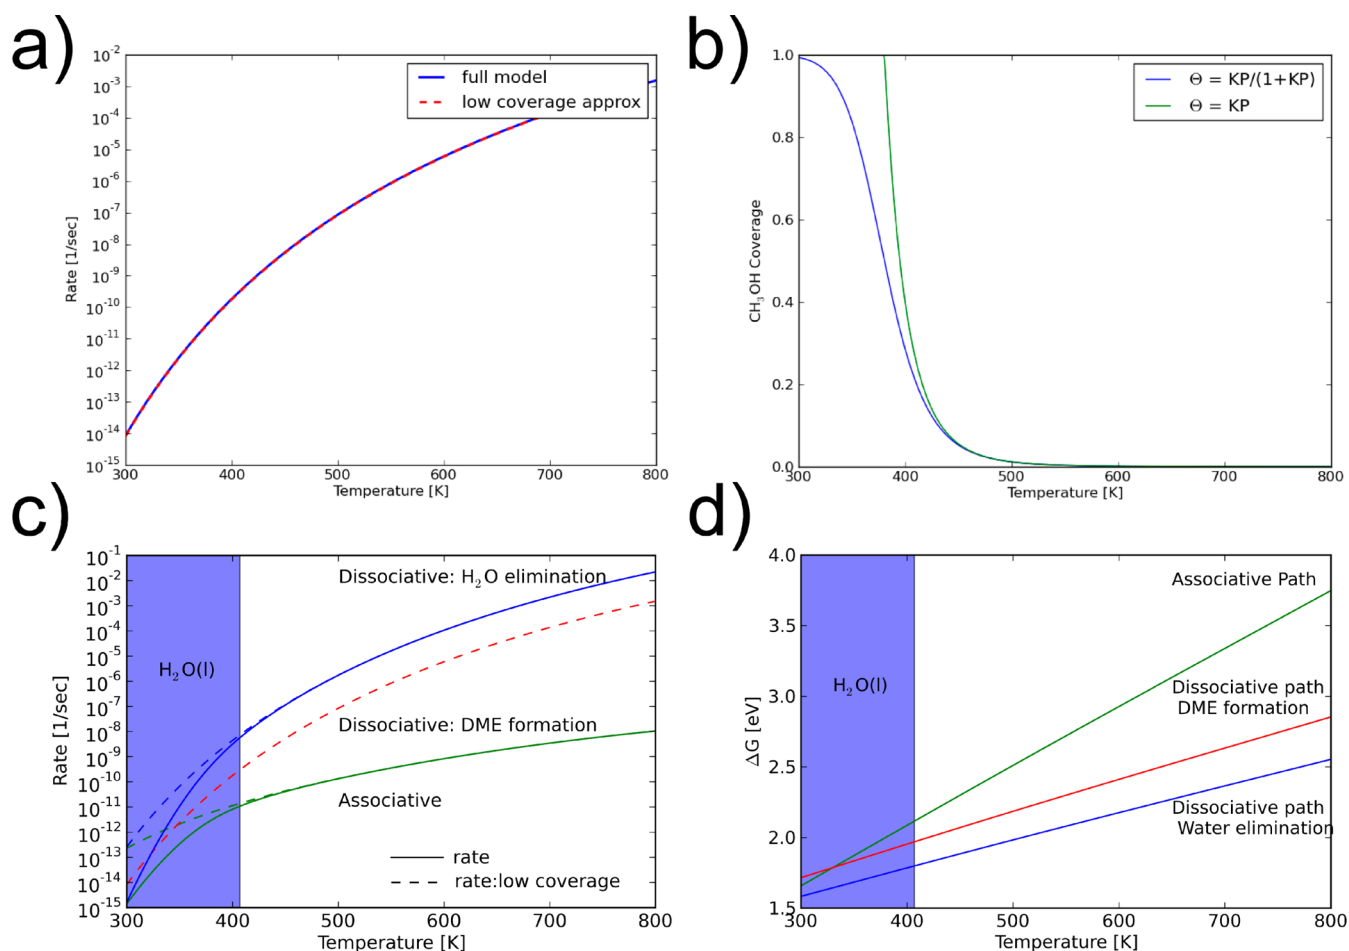 a)
10^-2
10^-3
10^-4
10^-5
10^-6
10^-7
10^-8
10^-9
10^-10
10^-11
10^-12
10^-13
10^-14
10^-15
Rate [1/sec]
full model
low coverage approx
300 400 500 600 700 800
Temperature [K]
b)
1.0
0.8
0.6
0.4
0.2
0.0
CH₃OH Coverage
Θ = KP/(1+KP)
Θ = KP
300 400 500 600 700 800
Temperature [K]
c)
10^-1
10^-2
10^-3
10^-4
10^-5
10^-6
10^-7
10^-8
10^-9
10^-10
10^-11
10^-12
10^-13
10^-14
10^-15
Rate [1/sec]
Dissociative: H₂O elimination
H₂O(l)
Dissociative: DME formation
Associative
rate
rate:low coverage
300 400 500 600 700 800
Temperature [K]
d)
4.0
3.5
3.0
2.5
2.0
1.5
ΔG [eV]
Associative Path
H₂O(l)
Dissociative path
DME formation
Dissociative path
Water elimination
300 400 500 600 700 800
Temperature [K]